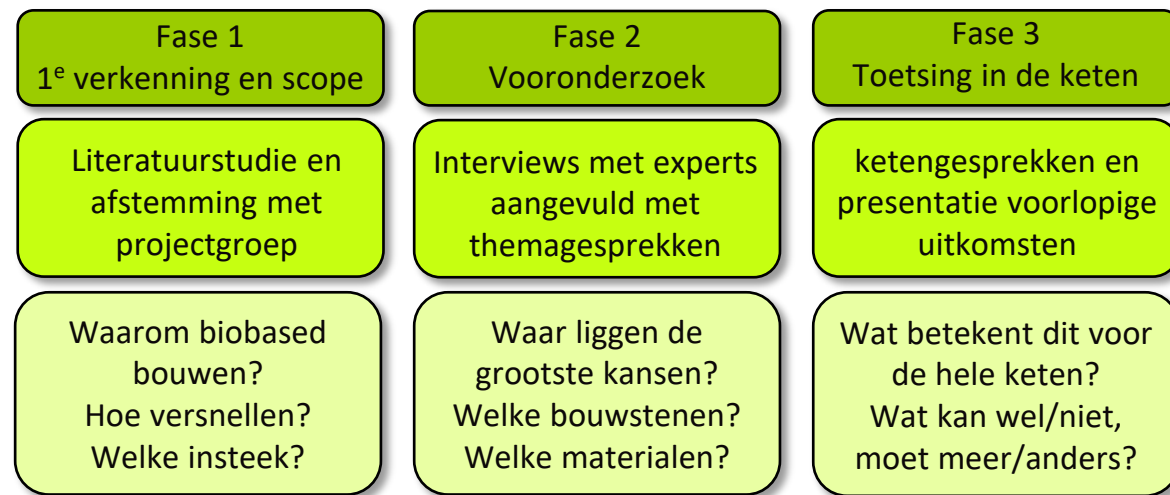 Fase 1
1e verkenning en scope
Literatuurstudie en
afstemming met
projectgroep
Waarom biobased
bouwen?
Hoe versnellen?
Welke insteek?
Fase 2
Vooronderzoek
Interviews met experts
aangevuld met
themagesprekken
Waar liggen de
grootste kansen?
Welke bouwstenen?
Welke materialen?
Fase 3
Toetsing in de keten
ketengesprekken en
presentatie voorlopige
uitkomsten
Wat betekent dit voor
de hele keten?
Wat kan wel/niet,
moet meer/anders?